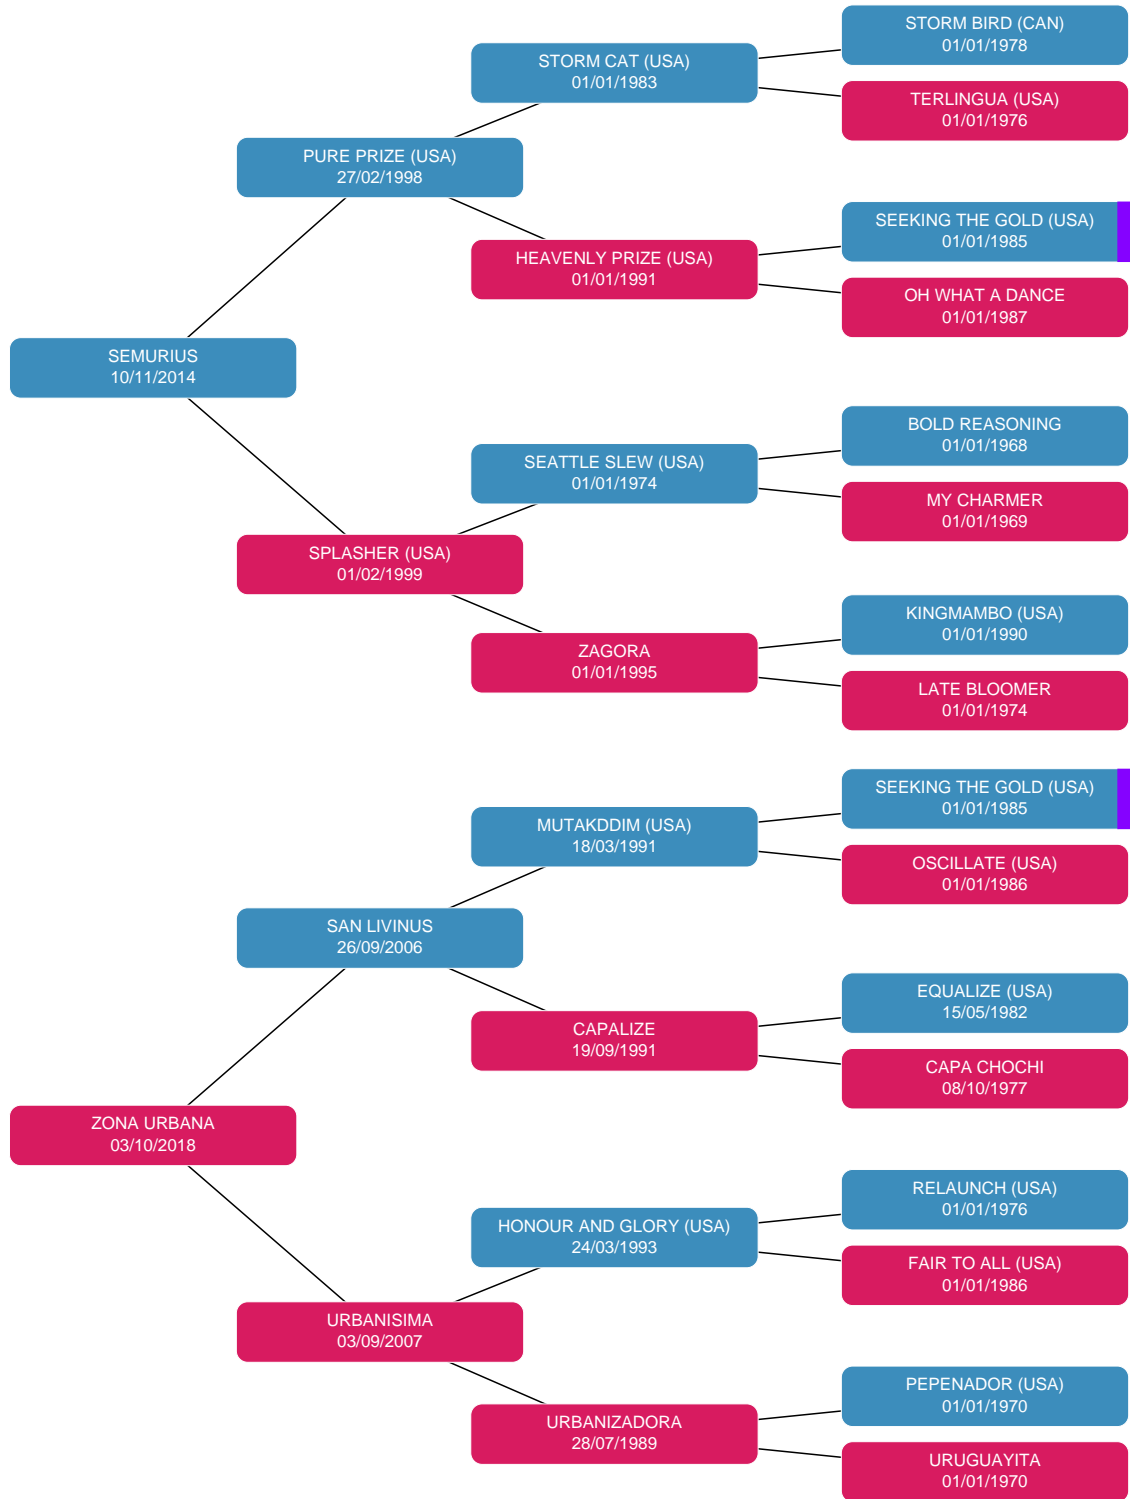 STORM BIRD (CAN)
01/01/1978
STORM CAT (USA)
01/01/1983
TERLINGUA (USA)
01/01/1976
PURE PRIZE (USA)
27/02/1998
SEEKING THE GOLD (USA)
01/01/1985
HEAVENLY PRIZE (USA)
01/01/1991
OH WHAT A DANCE
01/01/1987
SEMURIUS
10/11/2014
BOLD REASONING
01/01/1968
SEATTLE SLEW (USA)
01/01/1974
MY CHARMER
01/01/1969
SPLASHER (USA)
01/02/1999
KINGMAMBO (USA)
01/01/1990
ZAGORA
01/01/1995
LATE BLOOMER
01/01/1974
SEEKING THE GOLD (USA)
01/01/1985
MUTAKDDIM (USA)
18/03/1991
OSCILLATE (USA)
01/01/1986
SAN LIVINUS
26/09/2006
EQUALIZE (USA)
15/05/1982
CAPALIZE
19/09/1991
CAPA CHOCHI
08/10/1977
ZONA URBANA
03/10/2018
RELAUNCH (USA)
01/01/1976
HONOUR AND GLORY (USA)
24/03/1993
FAIR TO ALL (USA)
01/01/1986
URBANISIMA
03/09/2007
PEPENADOR (USA)
01/01/1970
URBANIZADORA
28/07/1989
URUGUAYITA
01/01/1970